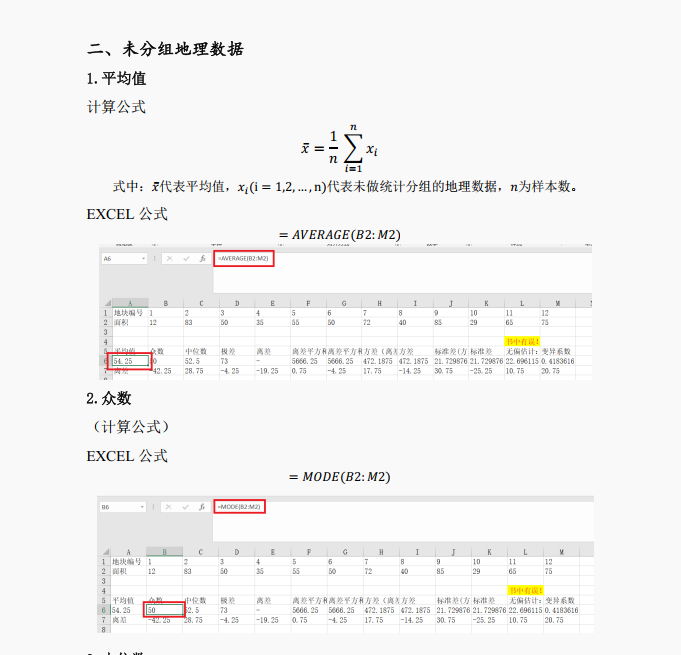 二、未分组地理数据
1.平均值
计算公式
x̄ = 1/n ∑ i=1 n xᵢ
式中：x̄代表平均值，xᵢ(i = 1,2, … , n)代表未做统计分组的地理数据，n为样本数。
EXCEL 公式
= AVERAGE(B2: M2)
A6 =AVERAGE(B2:M2)
A B C D E F G H I J K L M
1 地块编号 1 2 3 4 5 6 7 8 9 10 11 12
2 面积 12 83 50 35 55 50 72 40 85 29 65 75
3
4 书中有误!
5 平均值 众数 中位数 极差 离差 离差平方和 离差平方和 方差（离差 方差 标准差(方 标准差 无偏估计: 变异系数
6 54.25 50 52.5 73 - 5666.25 5666.25 472.1875 472.1875 21.729876 21.729876 22.696115 0.4183616
7 离差 -42.25 28.75 -4.25 -19.25 0.75 -4.25 17.75 -14.25 30.75 -25.25 10.75 20.75
2.众数
（计算公式）
EXCEL 公式
= MODE(B2: M2)
B6 =MODE(B2:M2)
A B C D E F G H I J K L M
1 地块编号 1 2 3 4 5 6 7 8 9 10 11 12
2 面积 12 83 50 35 55 50 72 40 85 29 65 75
3
4 书中有误!
5 平均值 众数 中位数 极差 离差 离差平方和 离差平方和 方差（离差 方差 标准差(方 标准差 无偏估计: 变异系数
6 54.25 50 52.5 73 - 5666.25 5666.25 472.1875 472.1875 21.729876 21.729876 22.696115 0.4183616
7 离差 -42.25 28.75 -4.25 -19.25 0.75 -4.25 17.75 -14.25 30.75 -25.25 10.75 20.75
8